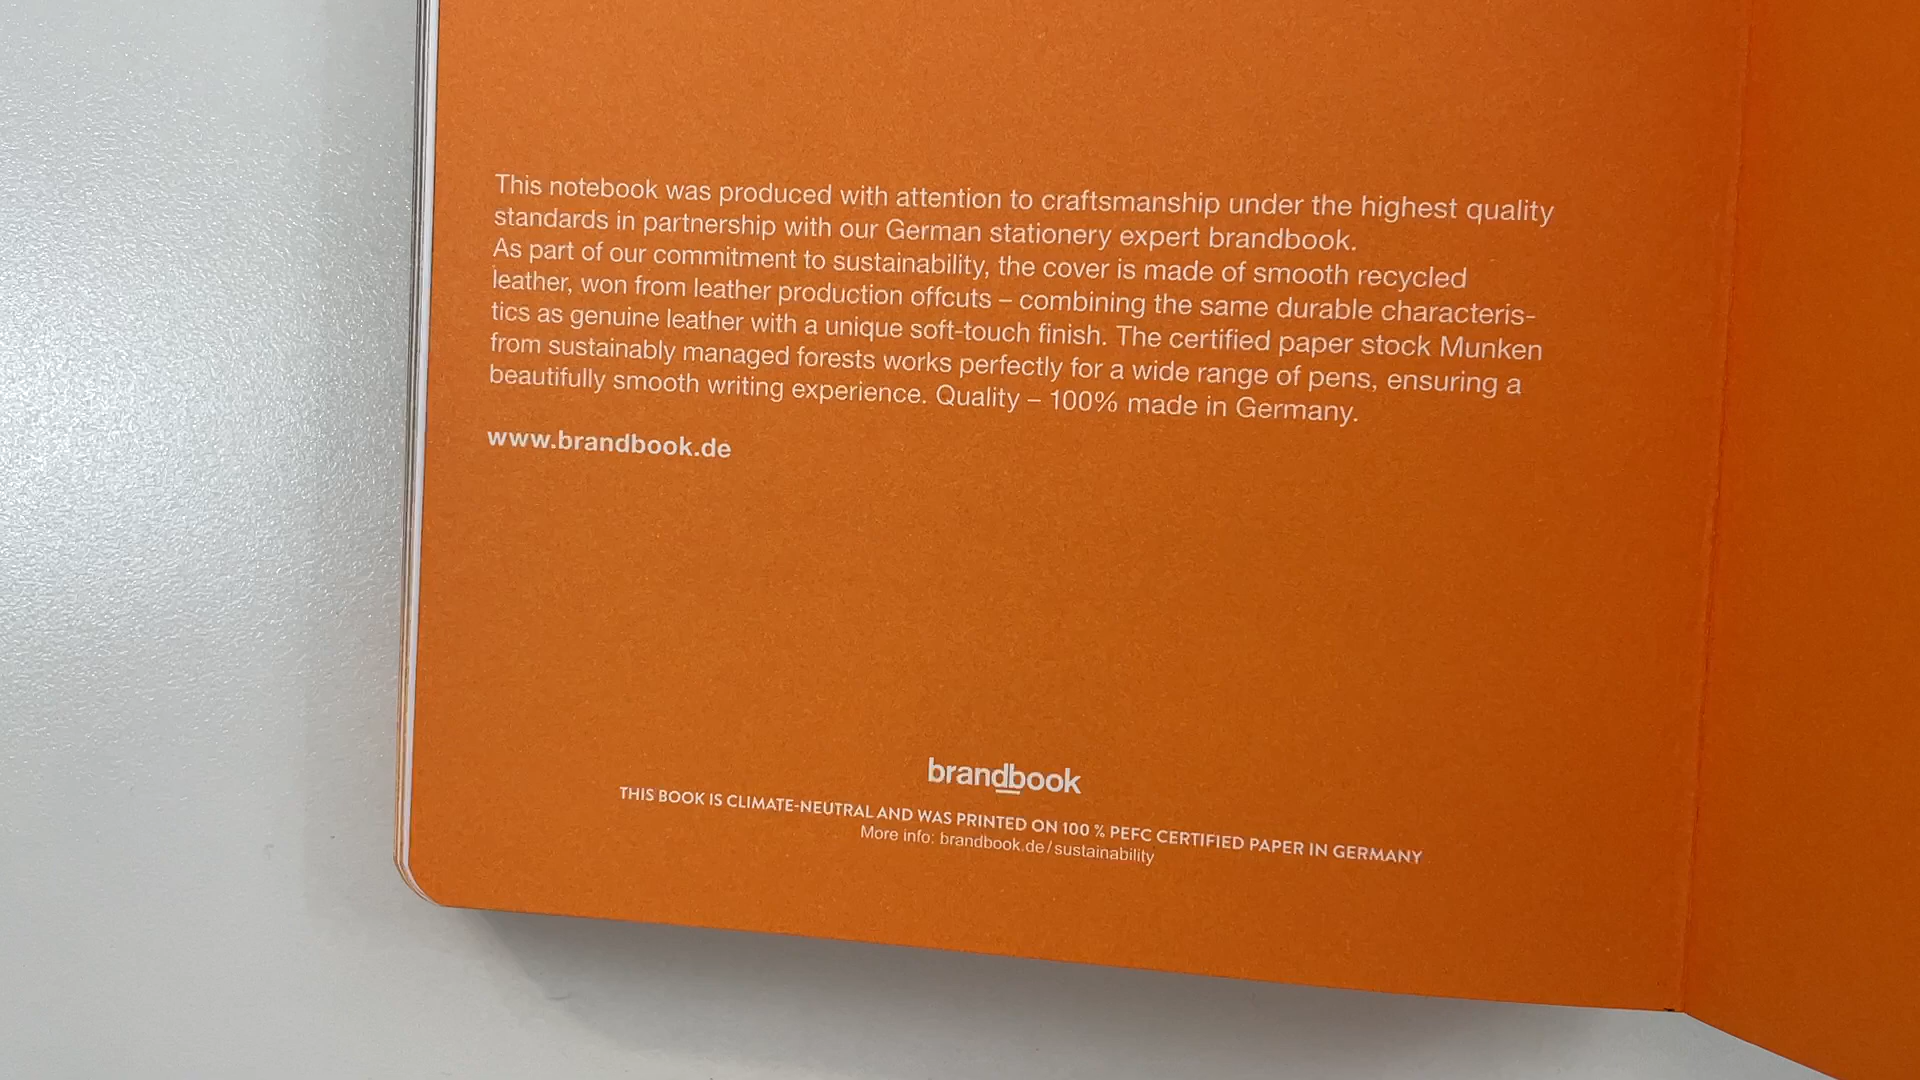 This notebook was produced with attention to craftsmanship under the highest quality
standards in partnership with our German stationery expert brandbook.
As part of our commitment to sustainability, the cover is made of smooth recycled
leather, won from leather production offcuts – combining the same durable characteris-
tics as genuine leather with a unique soft-touch finish. The certified paper stock Munken
from sustainably managed forests works perfectly for a wide range of pens, ensuring a
beautifully smooth writing experience. Quality – 100% made in Germany.
www.brandbook.de
brandbook
THIS BOOK IS CLIMATE-NEUTRAL AND WAS PRINTED ON 100 % PEFC CERTIFIED PAPER IN GERMANY
More info: brandbook.de/sustainability